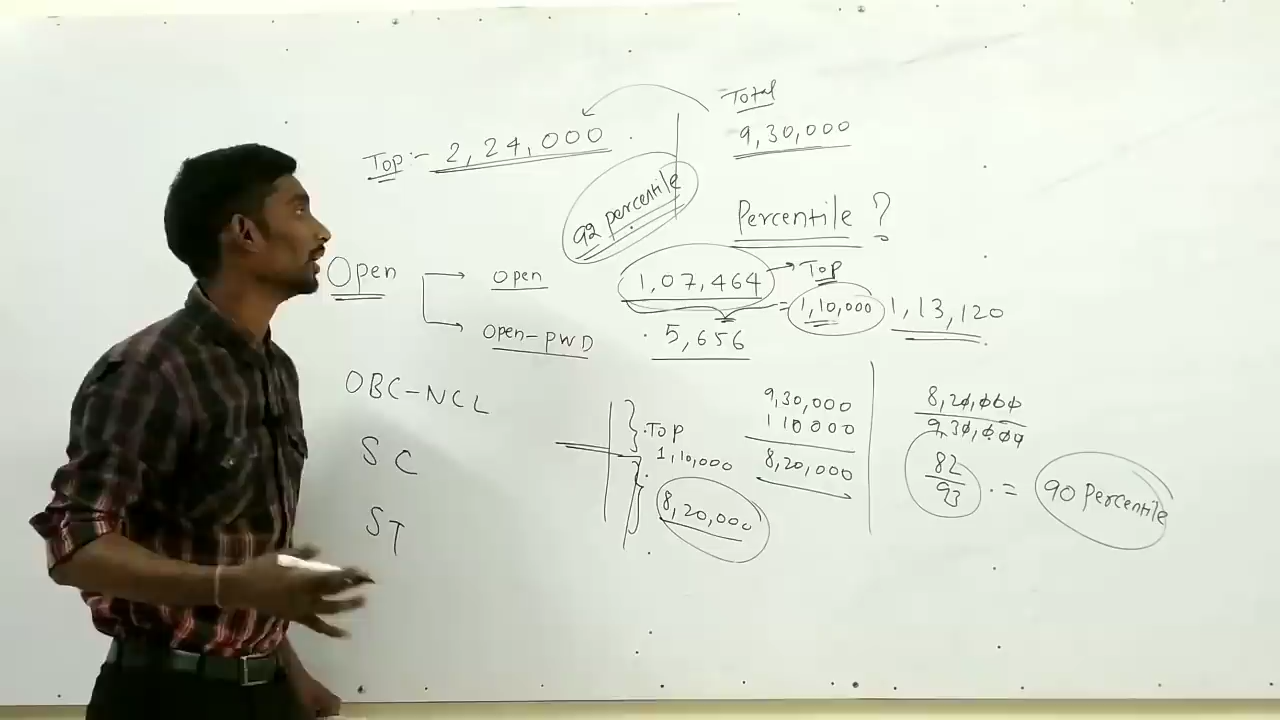 Total
Top :- 2,24,000
9,30,000
92 percentile
Percentile ?
Open
Open
1,07,464
Top
1,10,000
1,13,120
Open-PWD
5,656
OBC-NCL
SC
ST
Top
1,10,000
8,20,000
9,30,000
110000
8,20,000
8,20,000
9,30,000
82
93
= 90 Percentile